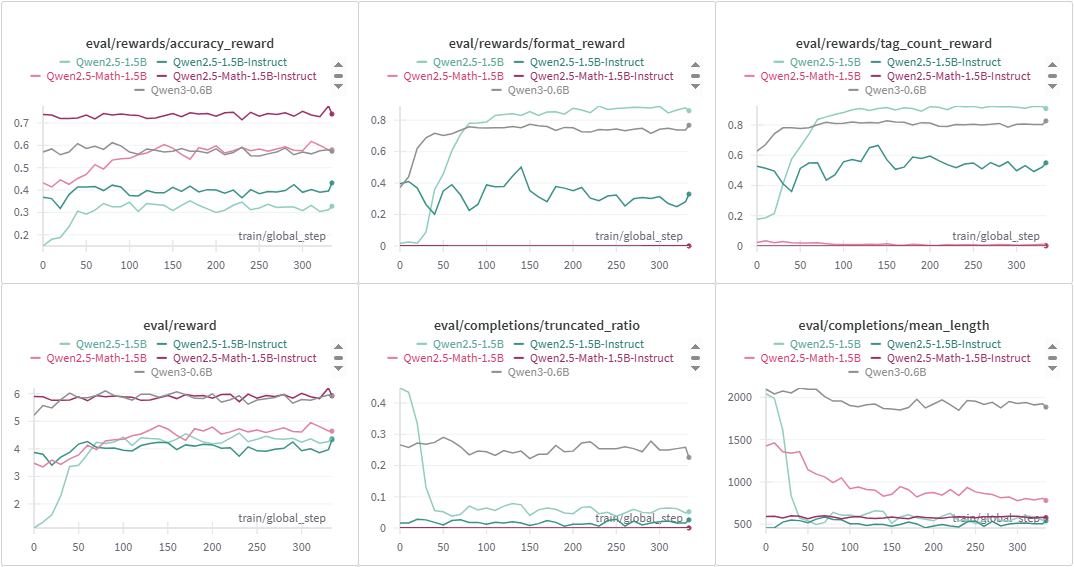 eval/rewards/accuracy_reward
Qwen2.5-1.5B Qwen2.5-1.5B-Instruct
Qwen2.5-Math-1.5B Qwen2.5-Math-1.5B-Instruct
Qwen3-0.6B
0.7
0.6
0.5
0.4
0.3
0.2
train/global_step
0 50 100 150 200 250 300
eval/rewards/format_reward
Qwen2.5-1.5B Qwen2.5-1.5B-Instruct
Qwen2.5-Math-1.5B Qwen2.5-Math-1.5B-Instruct
Qwen3-0.6B
0.8
0.6
0.4
0.2
0
train/global_step
0 50 100 150 200 250 300
eval/rewards/tag_count_reward
Qwen2.5-1.5B Qwen2.5-1.5B-Instruct
Qwen2.5-Math-1.5B Qwen2.5-Math-1.5B-Instruct
Qwen3-0.6B
0.8
0.6
0.4
0.2
0
train/global_step
0 50 100 150 200 250 300
eval/reward
Qwen2.5-1.5B Qwen2.5-1.5B-Instruct
Qwen2.5-Math-1.5B Qwen2.5-Math-1.5B-Instruct
Qwen3-0.6B
6
5
4
3
2
train/global_step
0 50 100 150 200 250 300
eval/completions/truncated_ratio
Qwen2.5-1.5B Qwen2.5-1.5B-Instruct
Qwen2.5-Math-1.5B Qwen2.5-Math-1.5B-Instruct
Qwen3-0.6B
0.4
0.3
0.2
0.1
0
train/global_step
0 50 100 150 200 250 300
eval/completions/mean_length
Qwen2.5-1.5B Qwen2.5-1.5B-Instruct
Qwen2.5-Math-1.5B Qwen2.5-Math-1.5B-Instruct
Qwen3-0.6B
2000
1500
1000
500
train/global_step
0 50 100 150 200 250 300